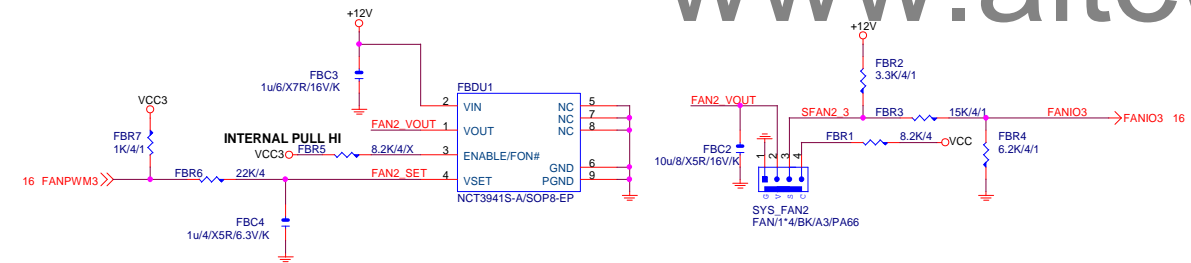 www.alte
+12V
FBC3
1u/6/X7R/16V/K
VCC3
FBR7
1K/4/1
INTERNAL PULL HI
VCC3
FBR5
8.2K/4/X
16 FANPWM3
FBR6
22K/4
FBC4
1u/4/X5R/6.3V/K
FAN2_VOUT
FAN2_SET
FBDU1
2 VIN
1 VOUT
3 ENABLE/FON#
4 VSET
NC 5
NC 7
NC 8
GND 6
PGND 9
NCT3941S-A/SOP8-EP
+12V
FBR2
3.3K/4/1
FAN2_VOUT
SFAN2_3
FBR3
15K/4/1
FANIO3
FANIO3 16
FBC2
10u/8/X5R/16V/K
FBR1
8.2K/4
VCC
FBR4
6.2K/4/1
1 2 3 4
G V S C
SYS_FAN2
FAN/1*4/BK/A3/PA66